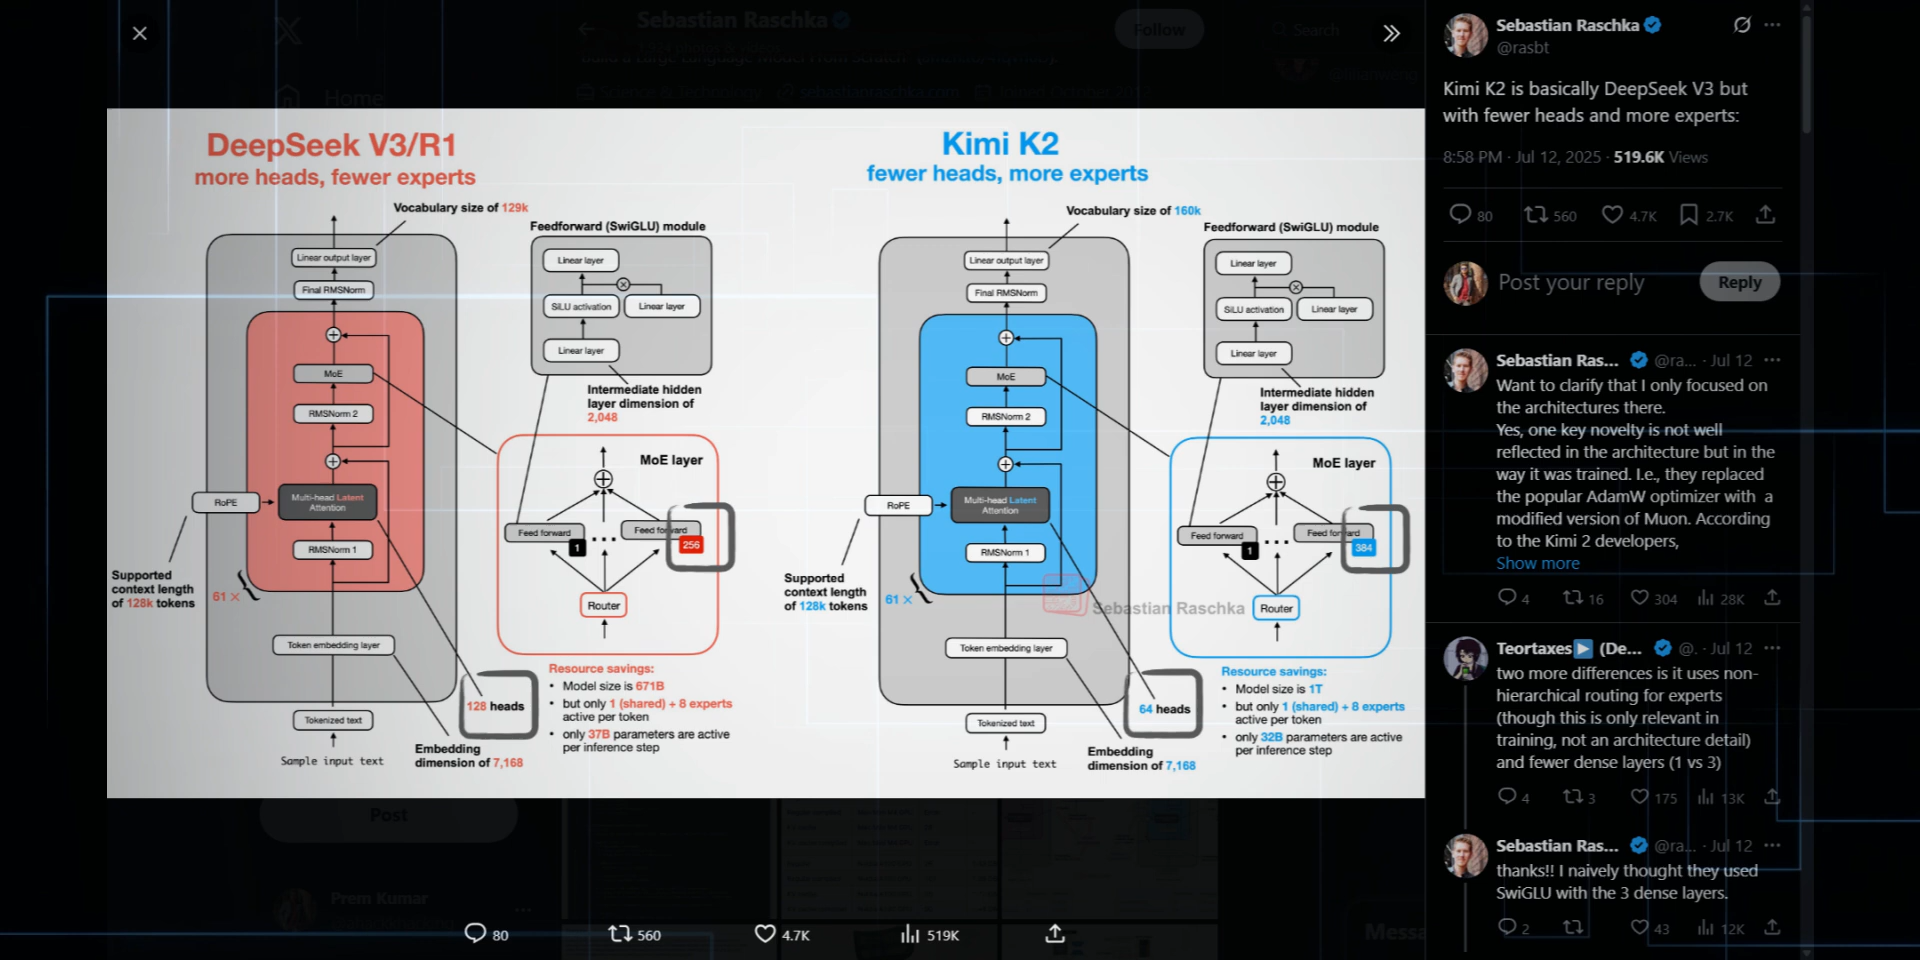 Sebastian Raschka
Follow
Search
Home
Science & Technology
sebastianraschka.com
DeepSeek V3/R1
more heads, fewer experts
Vocabulary size of 129k
Feedforward (SwiGLU) module
Linear output layer
Final RMSNorm
Linear layer
SiLU activation
Linear layer
Linear layer
MoE
RMSNorm 2
Intermediate hidden
layer dimension of
2,048
MoE layer
RoPE
Multi-head Latent
Attention
RMSNorm 1
Feed forward
1
Feed forward
256
Supported
context length
of 128k tokens
61 ×
Router
Token embedding layer
128 heads
Tokenized text
Sample input text
Embedding
dimension of 7,168
Resource savings:
• Model size is 671B
• but only 1 (shared) + 8 experts
active per token
• only 37B parameters are active
per inference step
Kimi K2
fewer heads, more experts
Vocabulary size of 160k
Feedforward (SwiGLU) module
Linear output layer
Final RMSNorm
Linear layer
SiLU activation
Linear layer
Linear layer
MoE
RMSNorm 2
Intermediate hidden
layer dimension of
2,048
MoE layer
RoPE
Multi-head Latent
Attention
RMSNorm 1
Feed forward
1
Feed forward
384
Supported
context length
of 128k tokens
61 ×
Sebastian Raschka
Router
Token embedding layer
64 heads
Tokenized text
Sample input text
Embedding
dimension of 7,168
Resource savings:
• Model size is 1T
• but only 1 (shared) + 8 experts
active per token
• only 32B parameters are active
per inference step
Post
Prem Kumar
80
560
4.7K
519K
Sebastian Raschka
@rasbt
Kimi K2 is basically DeepSeek V3 but
with fewer heads and more experts:
8:58 PM · Jul 12, 2025 · 519.6K Views
80 560 4.7K 2.7K
Post your reply
Reply
Sebastian Ras... @ra... · Jul 12
Want to clarify that I only focused on
the architectures there.
Yes, one key novelty is not well
reflected in the architecture but in the
way it was trained. I.e., they replaced
the popular AdamW optimizer with a
modified version of Muon. According
to the Kimi 2 developers,
Show more
4 16 304 28K
Teortaxes▶ (De... @. · Jul 12
two more differences is it uses non-
hierarchical routing for experts
(though this is only relevant in
training, not an architecture detail)
and fewer dense layers (1 vs 3)
4 3 175 13K
Sebastian Ras... @ra... · Jul 12
thanks!! I naively thought they used
SwiGLU with the 3 dense layers.
2 43 12K